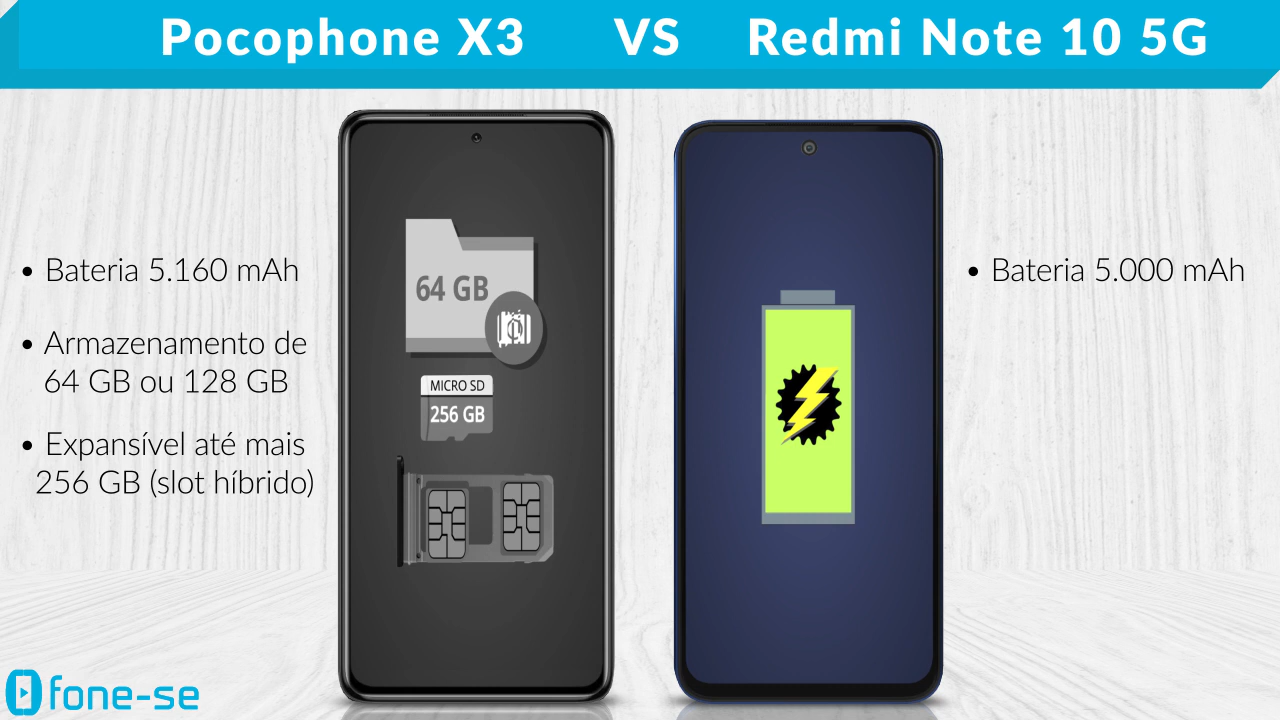 Pocophone X3 VS Redmi Note 10 5G
• Bateria 5.160 mAh
• Armazenamento de
64 GB ou 128 GB
• Expansível até mais
256 GB (slot híbrido)
64 GB
MICRO SD
256 GB
• Bateria 5.000 mAh
fone-se